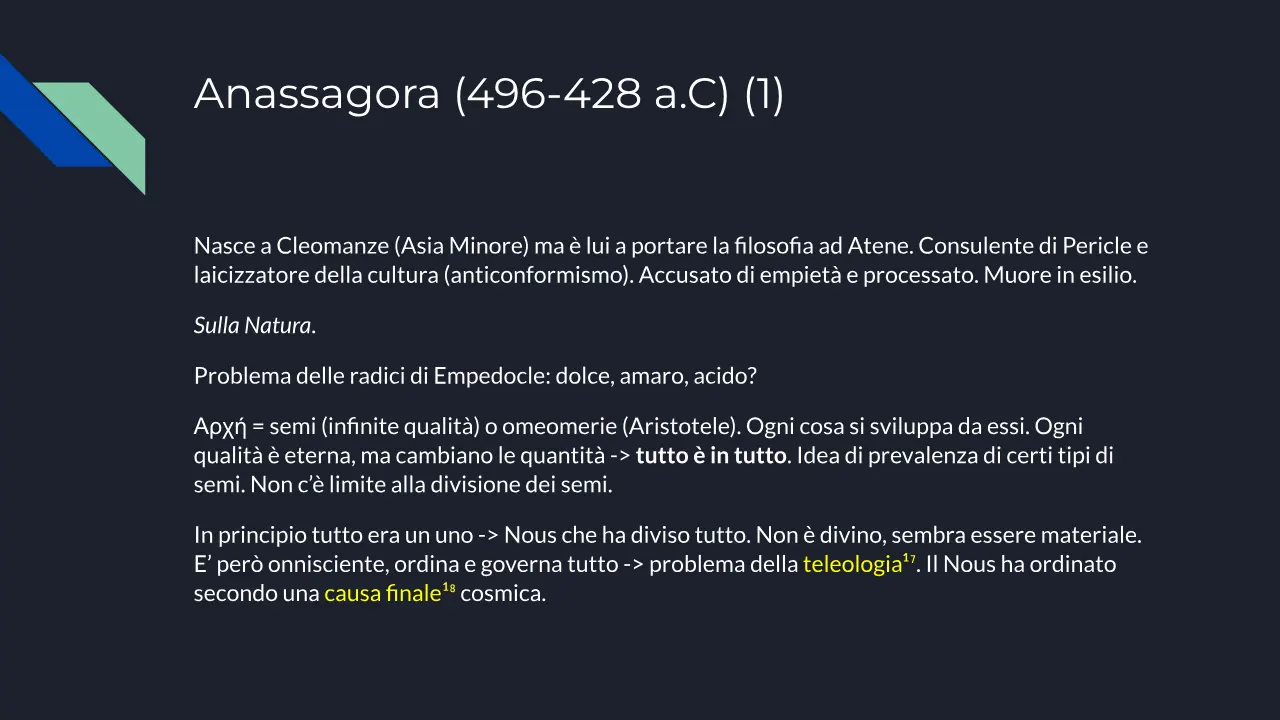 Anassagora (496-428 a.C) (1)
Nasce a Cleomanze (Asia Minore) ma è lui a portare la filosofia ad Atene. Consulente di Pericle e
laicizzatore della cultura (anticonformismo). Accusato di empietà e processato. Muore in esilio.
Sulla Natura.
Problema delle radici di Empedocle: dolce, amaro, acido?
Αρχή = semi (infinite qualità) o omeomerie (Aristotele). Ogni cosa si sviluppa da essi. Ogni
qualità è eterna, ma cambiano le quantità -> tutto è in tutto. Idea di prevalenza di certi tipi di
semi. Non c’è limite alla divisione dei semi.
In principio tutto era un uno -> Nous che ha diviso tutto. Non è divino, sembra essere materiale.
E’ però onnisciente, ordina e governa tutto -> problema della teleologia¹⁷. Il Nous ha ordinato
secondo una causa finale¹⁸ cosmica.